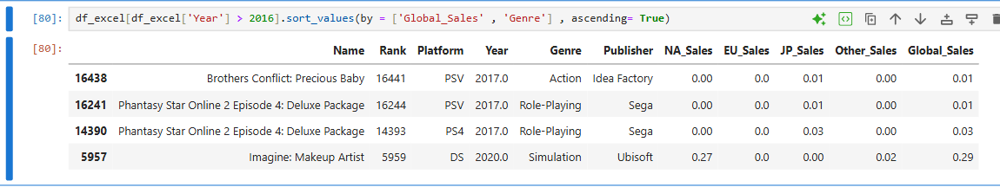 [80]: df_excel[df_excel['Year'] > 2016].sort_values(by = ['Global_Sales' , 'Genre'] , ascending= True)
[80]: Name Rank Platform Year Genre Publisher NA_Sales EU_Sales JP_Sales Other_Sales Global_Sales
16438 Brothers Conflict: Precious Baby 16441 PSV 2017.0 Action Idea Factory 0.00 0.0 0.01 0.00 0.01
16241 Phantasy Star Online 2 Episode 4: Deluxe Package 16244 PSV 2017.0 Role-Playing Sega 0.00 0.0 0.01 0.00 0.01
14390 Phantasy Star Online 2 Episode 4: Deluxe Package 14393 PS4 2017.0 Role-Playing Sega 0.00 0.0 0.03 0.00 0.03
5957 Imagine: Makeup Artist 5959 DS 2020.0 Simulation Ubisoft 0.27 0.0 0.00 0.02 0.29